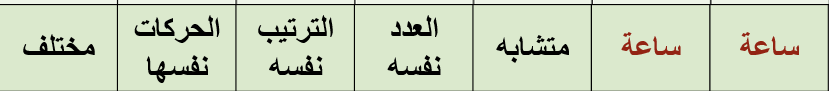 ساعة
ساعة
متشابه
العدد
نفسه
الترتيب
نفسه
الحركات
نفسها
مختلف